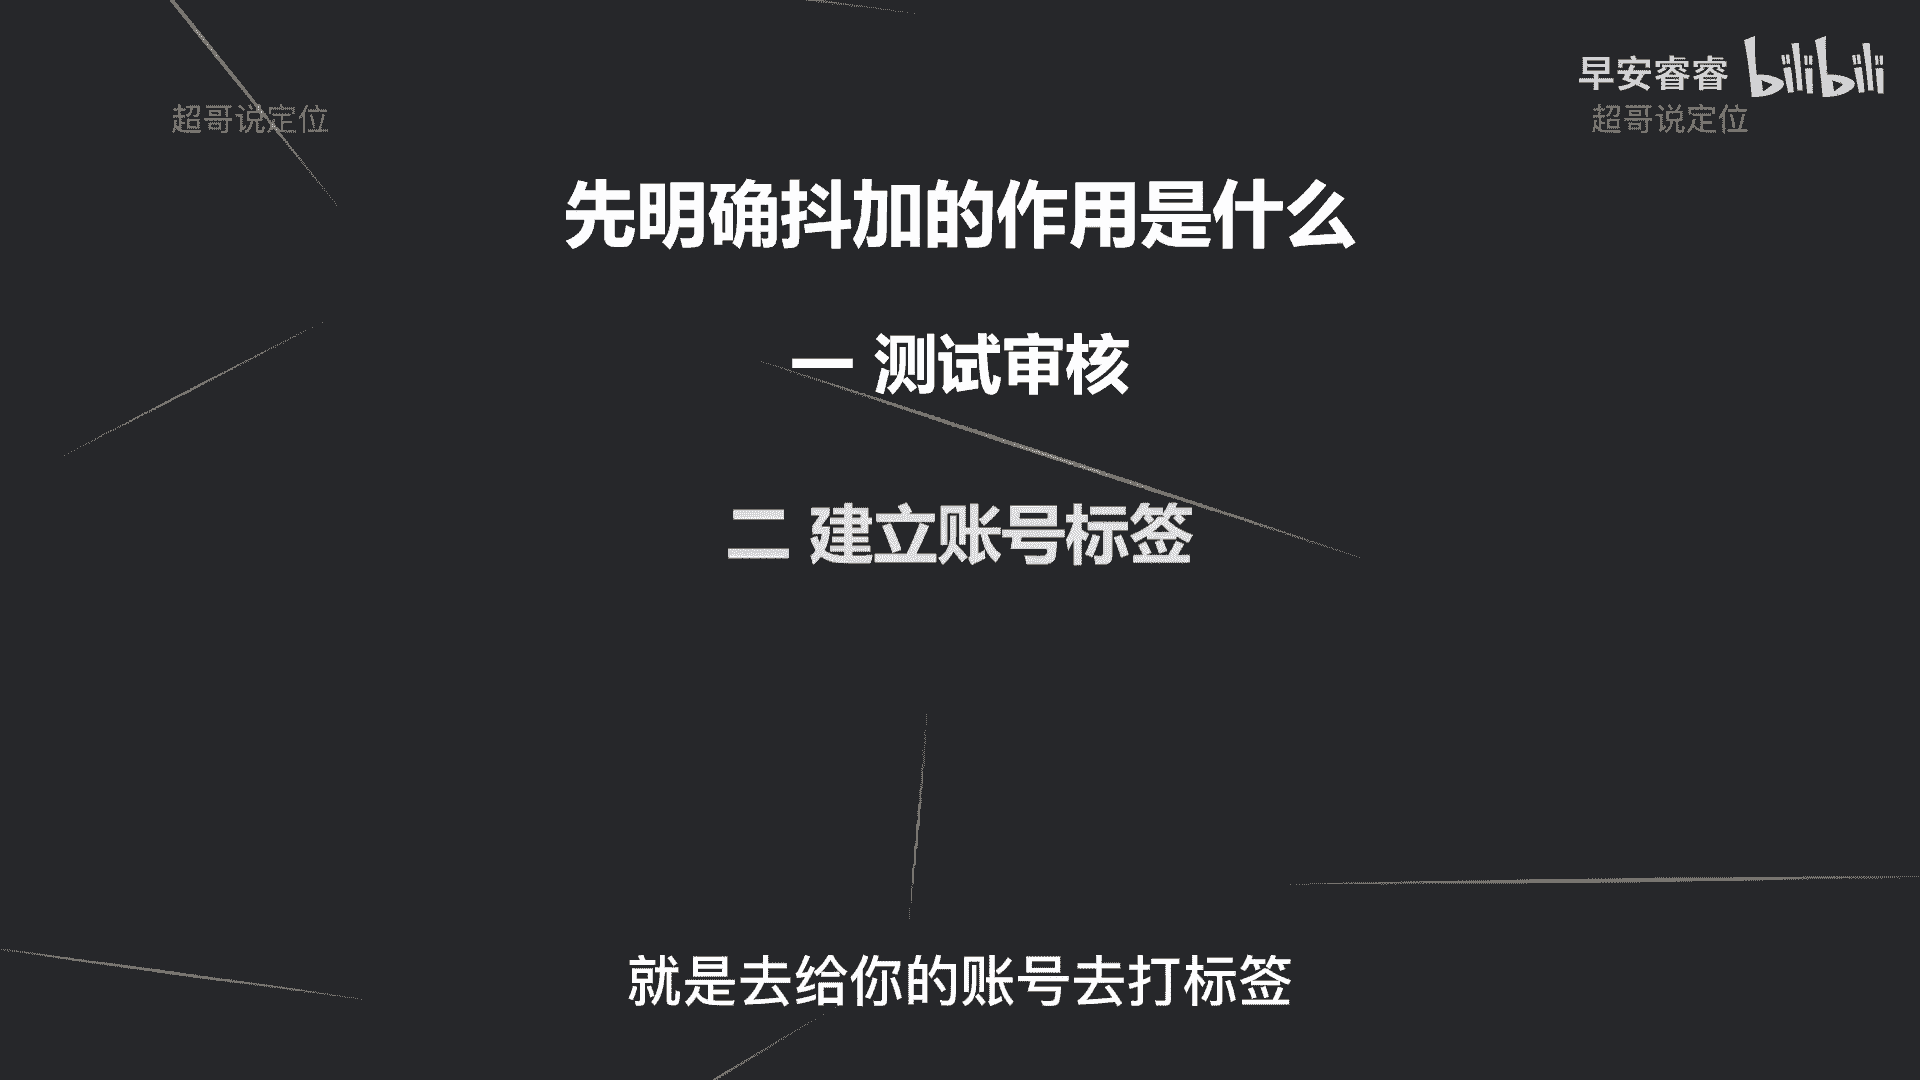 早安睿睿 bilibili
超哥说定位 超哥说定位
先明确抖加的作用是什么
一 测试审核
二 建立账号标签
就是去给你的账号去打标签